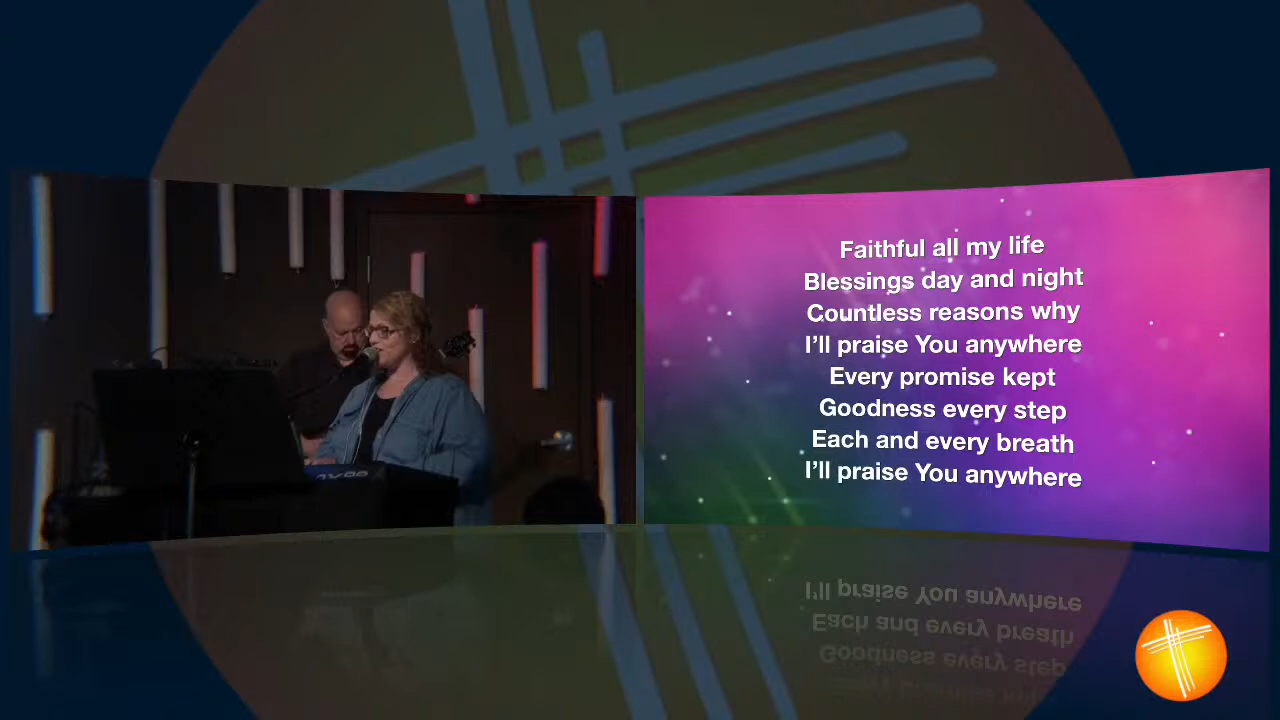 Faithful all my life
Blessings day and night
Countless reasons why
I'll praise You anywhere
Every promise kept
Goodness every step
Each and every breath
I'll praise You anywhere